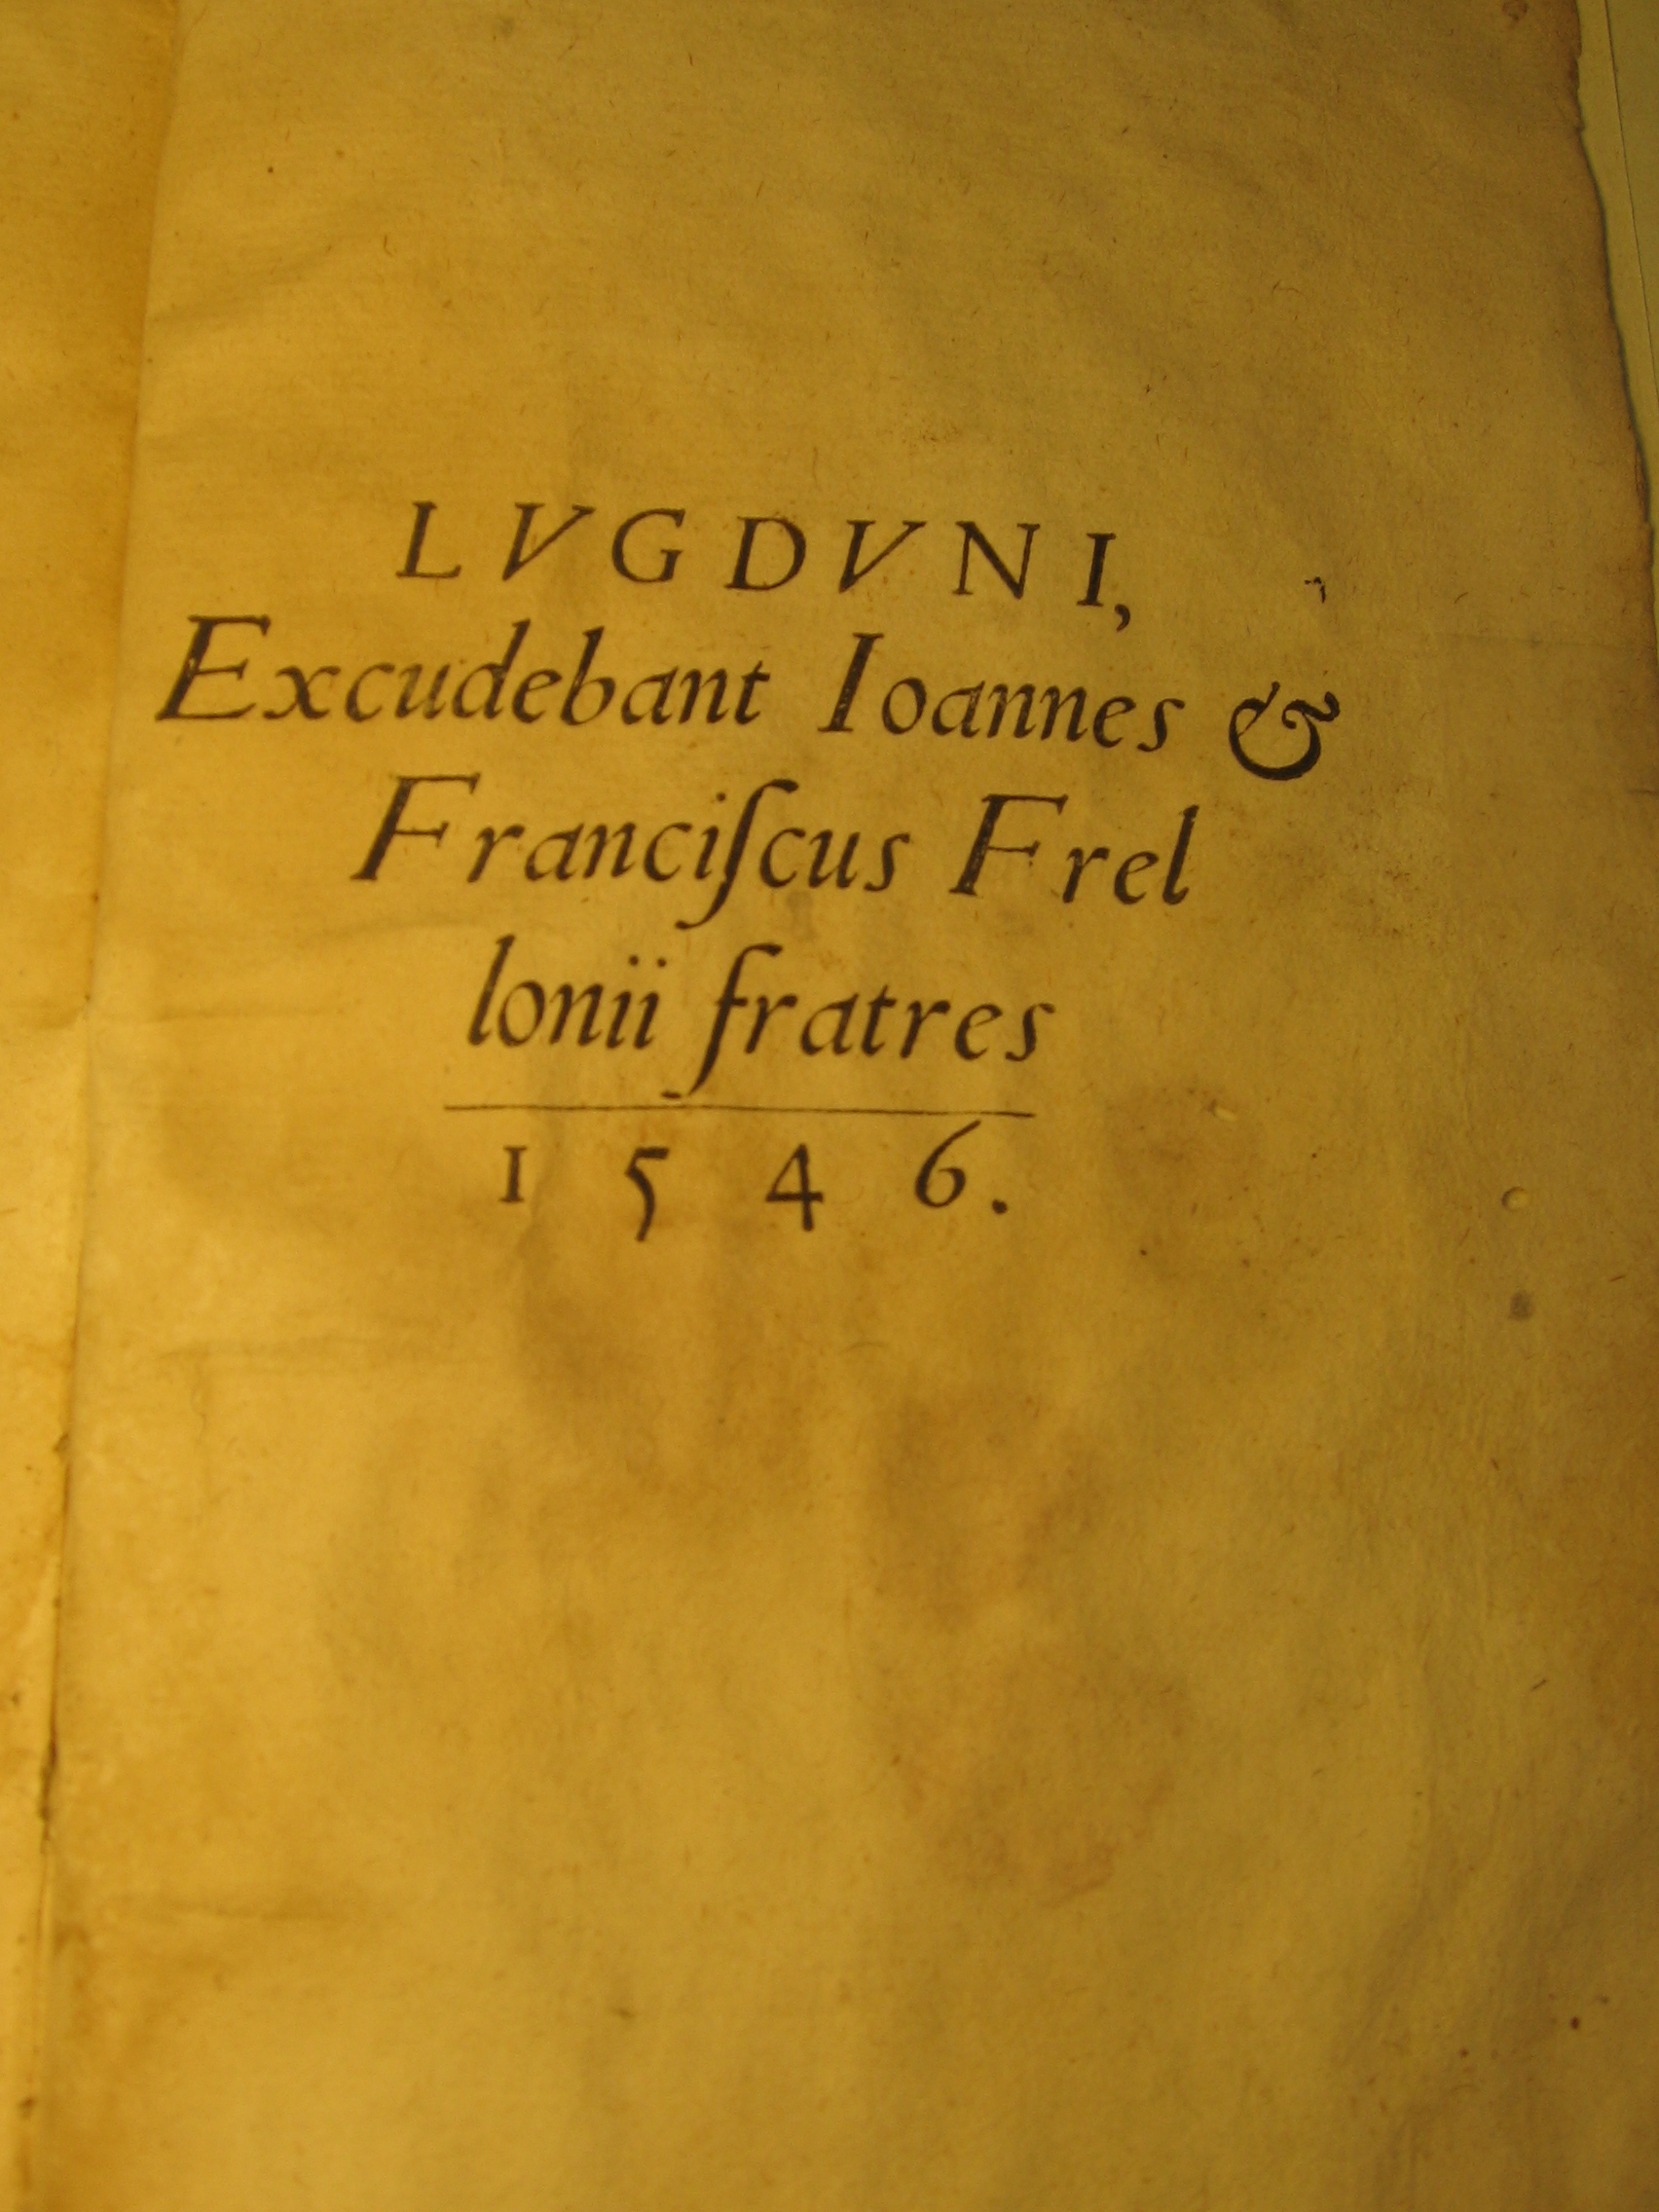 LVGDVNI,
Excudebant Ioannes &
Franciſcus Frel
lonii fratres
1546.